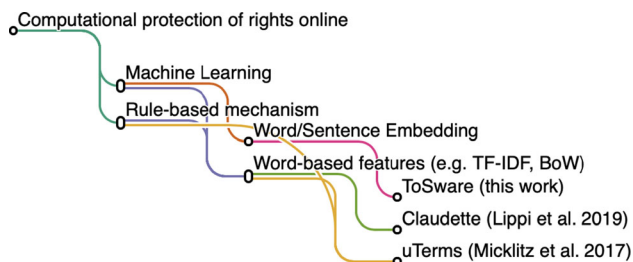 Computational protection of rights online
Machine Learning
Rule-based mechanism
Word/Sentence Embedding
Word-based features (e.g. TF-IDF, BoW)
ToSware (this work)
Claudette (Lippi et al. 2019)
uTerms (Micklitz et al. 2017)